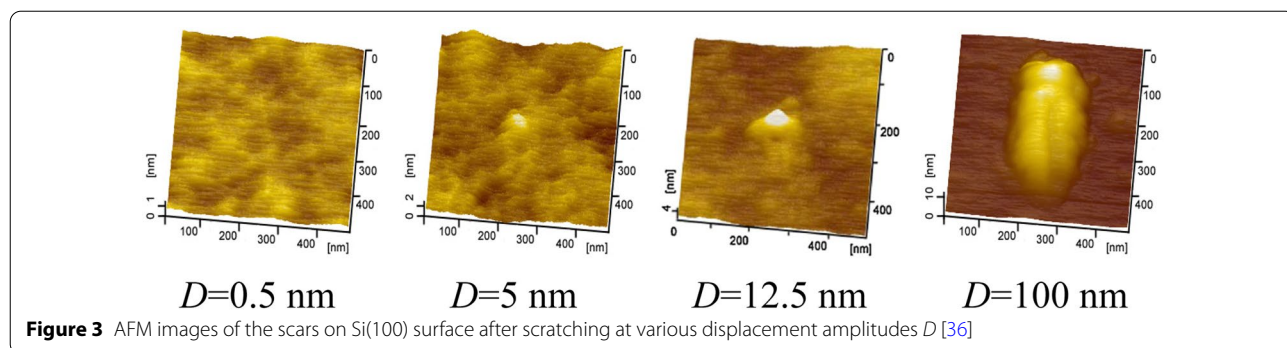 0
100
200
300
400
[nm]
0 1
100 200 300 400 [nm]
0
100
200
300
400
[nm]
0 2
100 200 300 400 [nm]
0
200
400
[nm]
4
0 200 400 [nm]
0
100
200
300
400
[nm]
0 10
100 200 300 400 [nm]
D=0.5 nm D=5 nm D=12.5 nm D=100 nm
Figure 3 AFM images of the scars on Si(100) surface after scratching at various displacement amplitudes D [36]